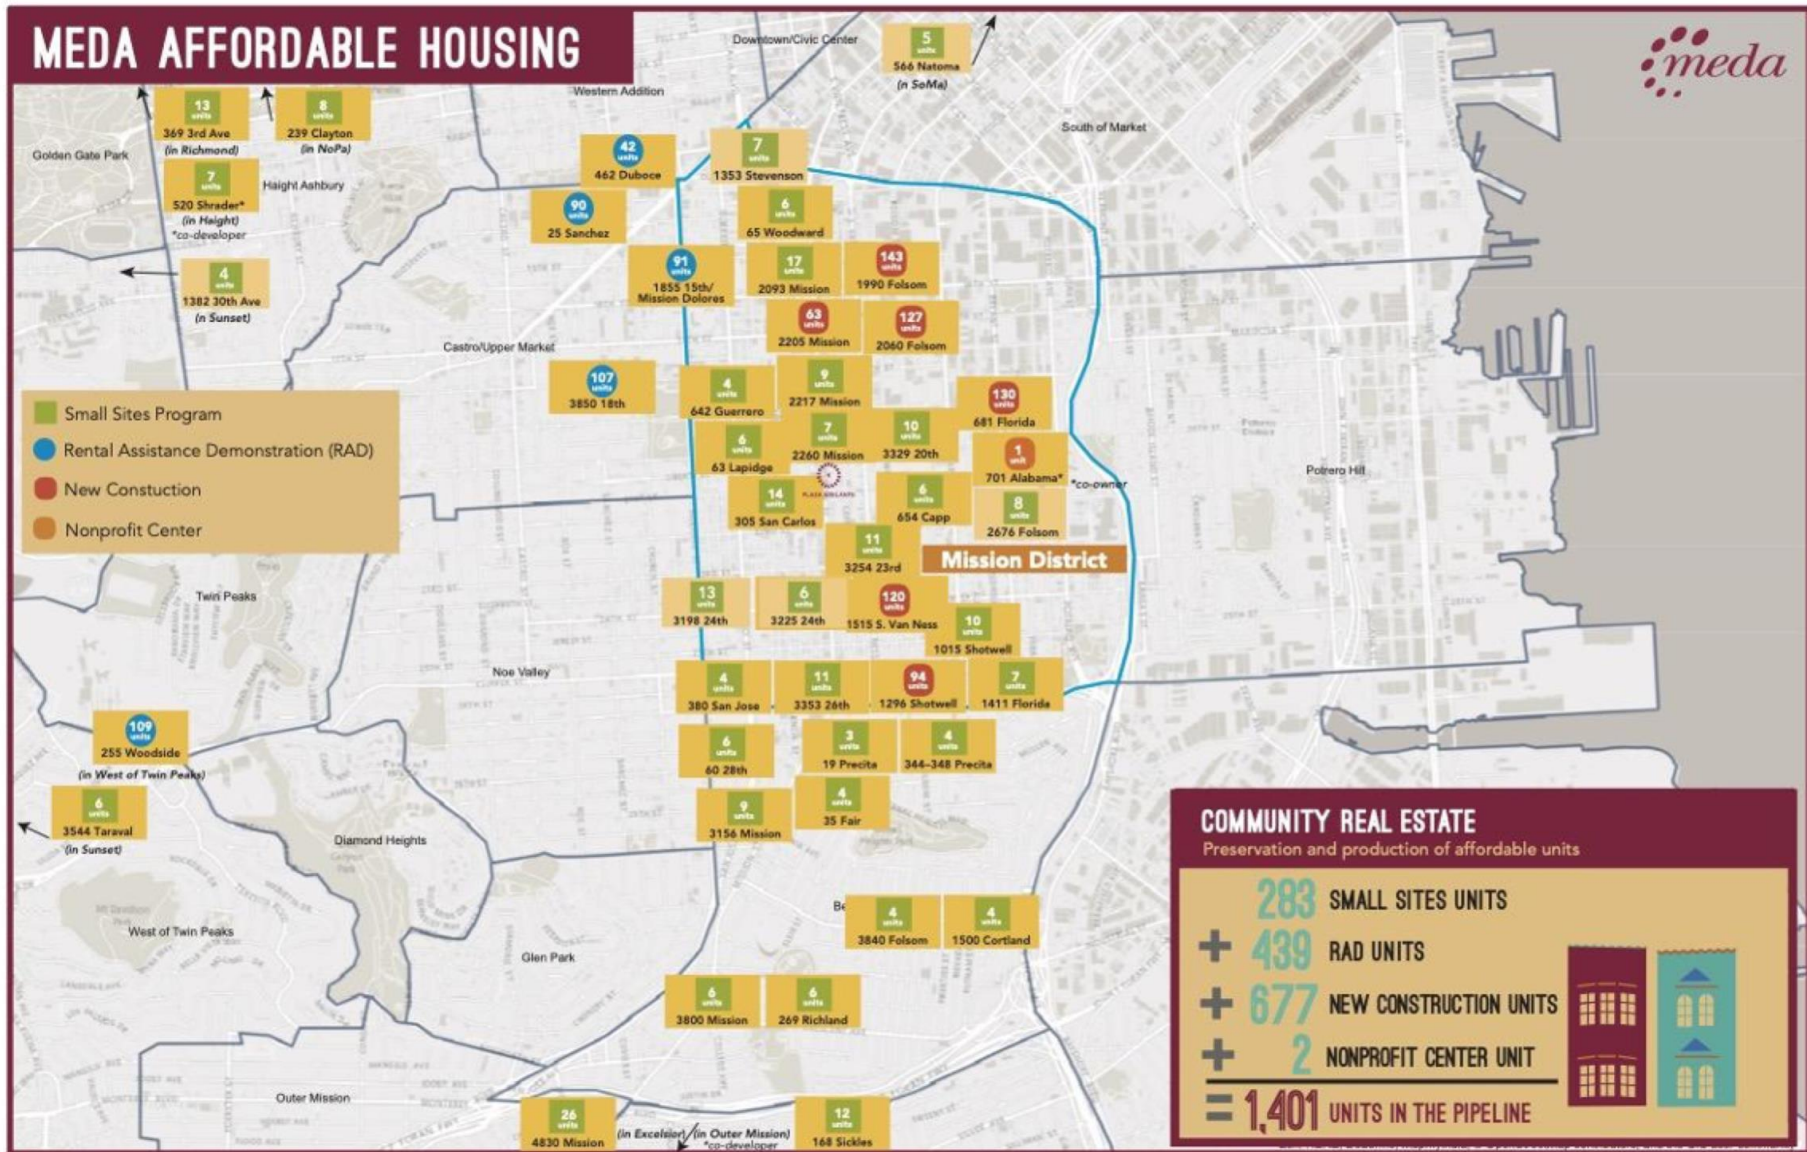 MEDA AFFORDABLE HOUSING
meda
Downtown/Civic Center
5
units
566 Natoma
(n SoMa)
Western Addition
South of Market
13
units
369 3rd Ave
(in Richmond)
8
units
239 Clayton
(in NoPa)
Golden Gate Park
7
units
520 Shrader*
(in Haight)
*co-developer
Haight Ashbury
42
units
462 Duboce
7
units
1353 Stevenson
90
units
25 Sanchez
6
units
65 Woodward
4
units
1382 30th Ave
(n Sunset)
91
units
1855 15th/
Mission Dolores
17
units
2093 Mission
143
units
1990 Folsom
63
units
2205 Mission
127
units
2060 Folsom
Castro/Upper Market
107
units
3850 18th
4
units
642 Guerrero
9
units
2217 Mission
130
units
681 Florida
Small Sites Program
Rental Assistance Demonstration (RAD)
New Constuction
Nonprofit Center
6
units
63 Lapidge
7
units
2260 Mission
10
units
3329 20th
1
unit
701 Alabama*
*co-owner
Potrero Hill
PLAZA ADELANTE
14
units
305 San Carlos
6
units
654 Capp
8
units
2676 Folsom
11
units
3254 23rd
Mission District
Twin Peaks
13
units
3198 24th
6
units
3225 24th
120
units
1515 S. Van Ness
10
units
1015 Shotwell
Noe Valley
4
units
380 San Jose
11
units
3353 26th
94
units
1296 Shotwell
7
units
1411 Florida
109
units
255 Woodside
(in West of Twin Peaks)
6
units
60 28th
3
units
19 Precita
4
units
344-348 Precita
6
units
3544 Taraval
(in Sunset)
9
units
3156 Mission
4
units
35 Fair
Diamond Heights
Mt Davidson
Park
West of Twin Peaks
Glen Park
4
units
3840 Folsom
4
units
1500 Cortland
6
units
3800 Mission
6
units
269 Richland
Outer Mission
26
units
4830 Mission
(in Excelsior)
(in Outer Mission)
*co-developer
12
units
168 Sickles
COMMUNITY REAL ESTATE
Preservation and production of affordable units
283 SMALL SITES UNITS
+ 439 RAD UNITS
+ 677 NEW CONSTRUCTION UNITS
+ 2 NONPROFIT CENTER UNIT
= 1,401 UNITS IN THE PIPELINE